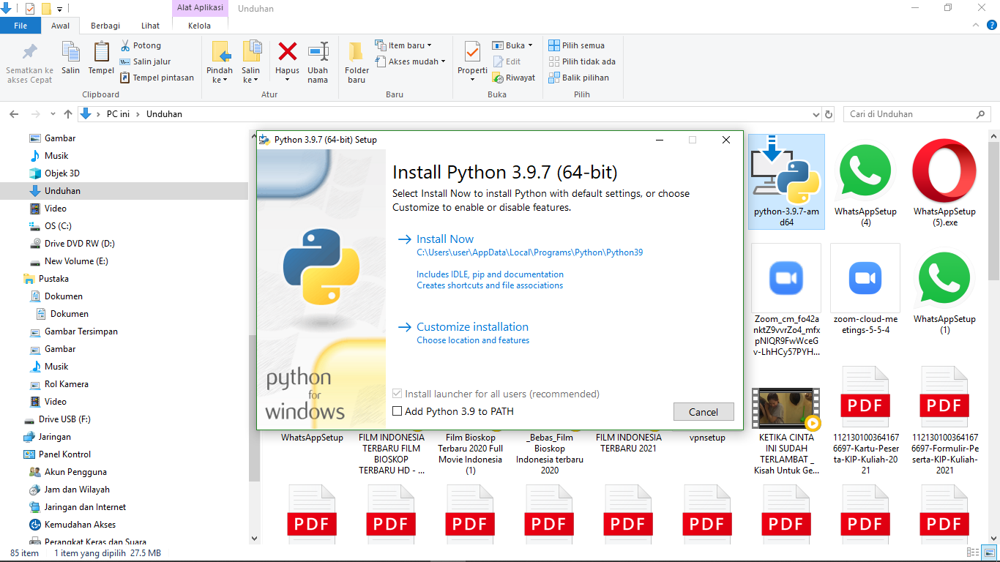 Alat Aplikasi
Unduhan
File
Awal
Berbagi
Lihat
Kelola
Sematkan ke
akses Cepat
Salin
Tempel
Potong
Salin jalur
Tempel pintasan
Clipboard
Pindah
ke
Salin
ke
Hapus
Ubah
nama
Atur
Folder
baru
Item baru
Akses mudah
Baru
Properti
Buka
Edit
Riwayat
Buka
Pilih semua
Pilih tidak ada
Balik pilihan
Pilih
PC ini
Unduhan
Cari di Unduhan
Gambar
Musik
Objek 3D
Unduhan
Video
OS (C:)
Drive DVD RW (D:)
New Volume (E:)
Pustaka
Dokumen
Dokumen
Gambar Tersimpan
Gambar
Musik
Rol Kamera
Video
Drive USB (F:)
Jaringan
Panel Kontrol
Akun Pengguna
Jam dan Wilayah
Jaringan dan Internet
Kemudahan Akses
Perangkat Keras dan Suara
Python 3.9.7 (64-bit) Setup
Install Python 3.9.7 (64-bit)
Select Install Now to install Python with default settings, or choose
Customize to enable or disable features.
Install Now
C:\Users\user\AppData\Local\Programs\Python\Python39
Includes IDLE, pip and documentation
Creates shortcuts and file associations
Customize installation
Choose location and features
python
for
windows
Install launcher for all users (recommended)
Add Python 3.9 to PATH
Cancel
python-3.9.7-am
d64
WhatsAppSetup
(4)
WhatsAppSetup
(5).exe
Zoom_cm_fo42a
nktZ9vvrZo4_mfx
pNIQR9FwWceG
v-LhHCy57PYH...
zoom-cloud-me
etings-5-5-4
WhatsAppSetup
(1)
PDF
PDF
WhatsAppSetup
FILM INDONESIA
TERBARU FILM
BIOSKOP
TERBARU HD - ...
Film Bioskop
Terbaru 2020 Full
Movie Indonesia
(1)
_Bebas_Film
Bioskop
Indonesia terbaru
2020
FILM INDONESIA
TERBARU 2021
vpnsetup
KETIKA CINTA
INI SUDAH
TERLAMBAT _
Kisah Untuk Ge...
112130100364167
6697-Kartu-Peser
ta-KIP-Kuliah-20
21
112130100364167
6697-Formulir-Pe
serta-KIP-Kuliah-
2021
PDF
PDF
PDF
PDF
PDF
PDF
PDF
PDF
PDF
85 item
1 item yang dipilih 27.5 MB